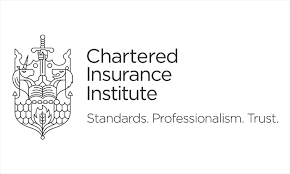 Chartered
Insurance
Institute
Standards. Professionalism. Trust.